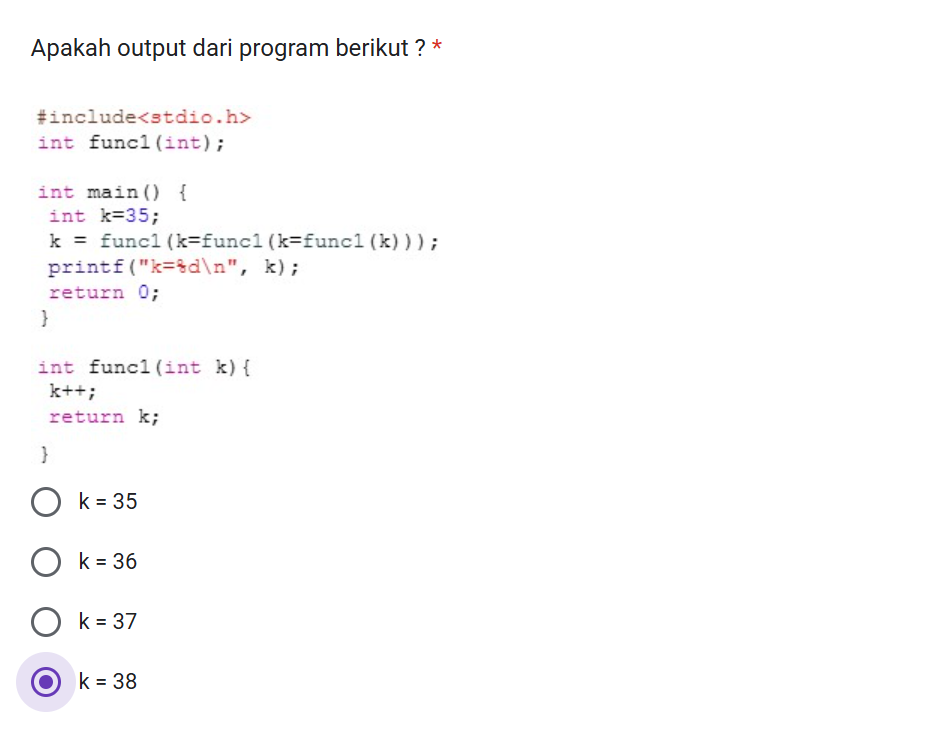 Apakah output dari program berikut ? *
#include<stdio.h>
int func1(int);
int main() {
int k=35;
k = func1(k=func1(k=func1(k)));
printf("k=%d\n", k);
return 0;
}
int func1(int k){
k++;
return k;
}
k = 35
k = 36
k = 37
k = 38